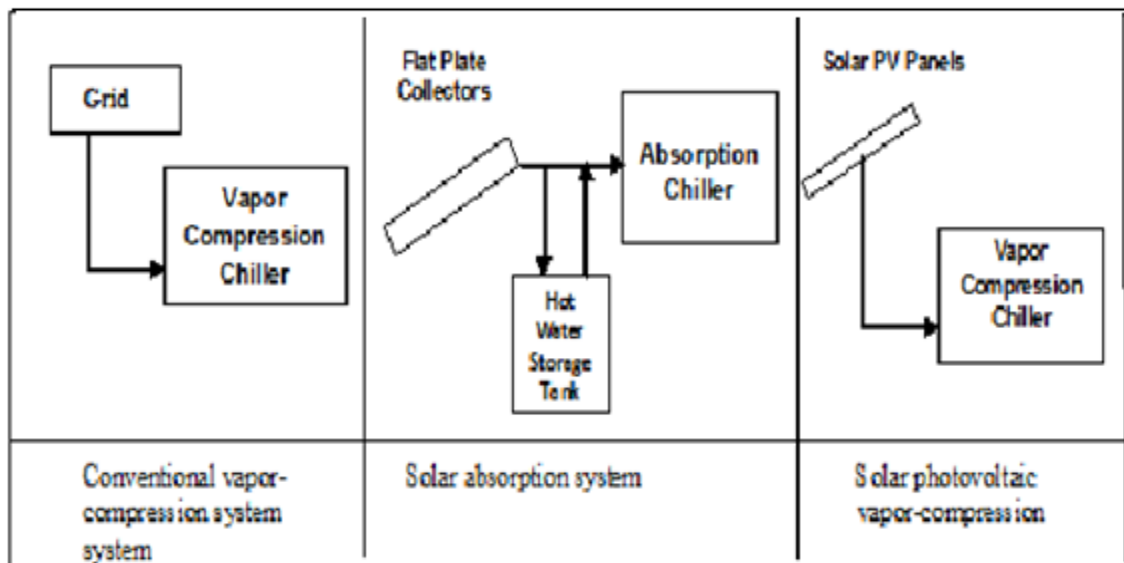 Grid
Vapor
Compression
Chiller
Flat Plate
Collectors
Absorption
Chiller
Hot
Water
Storage
Tank
Solar PV Panels
Vapor
Compression
Chiller
Conventional vapor-
compression system
system
Solar absorption system
Solar photovoltaic
vapor-compression